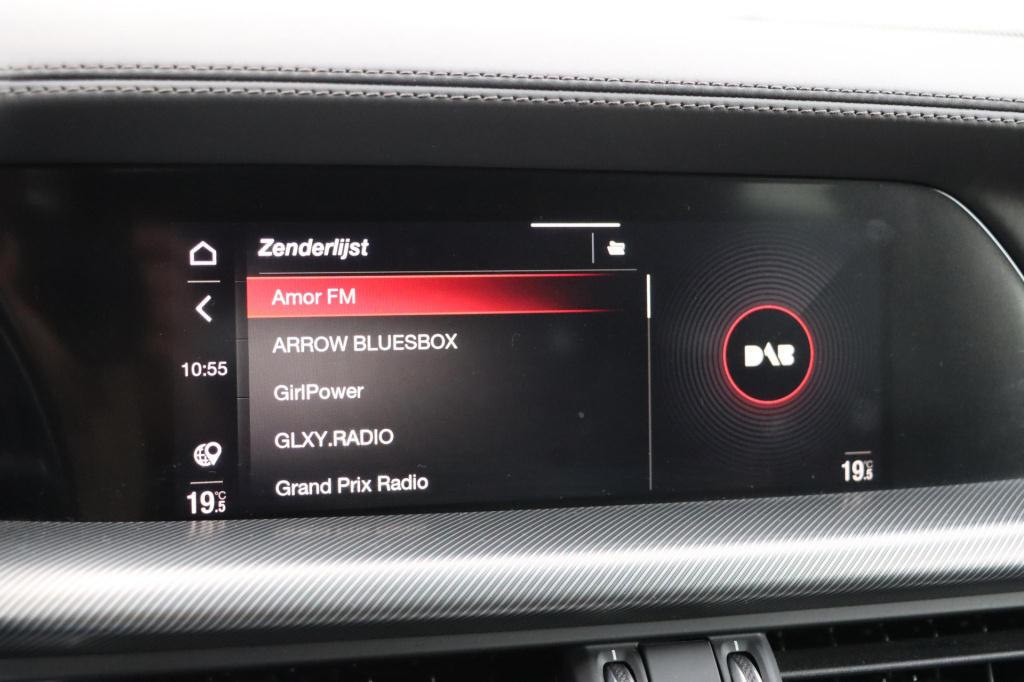 Zenderlijst
Amor FM
ARROW BLUESBOX
10:55
GirlPower
DAB
GLXY.RADIO
Grand Prix Radio
19.5°C
19.5°C